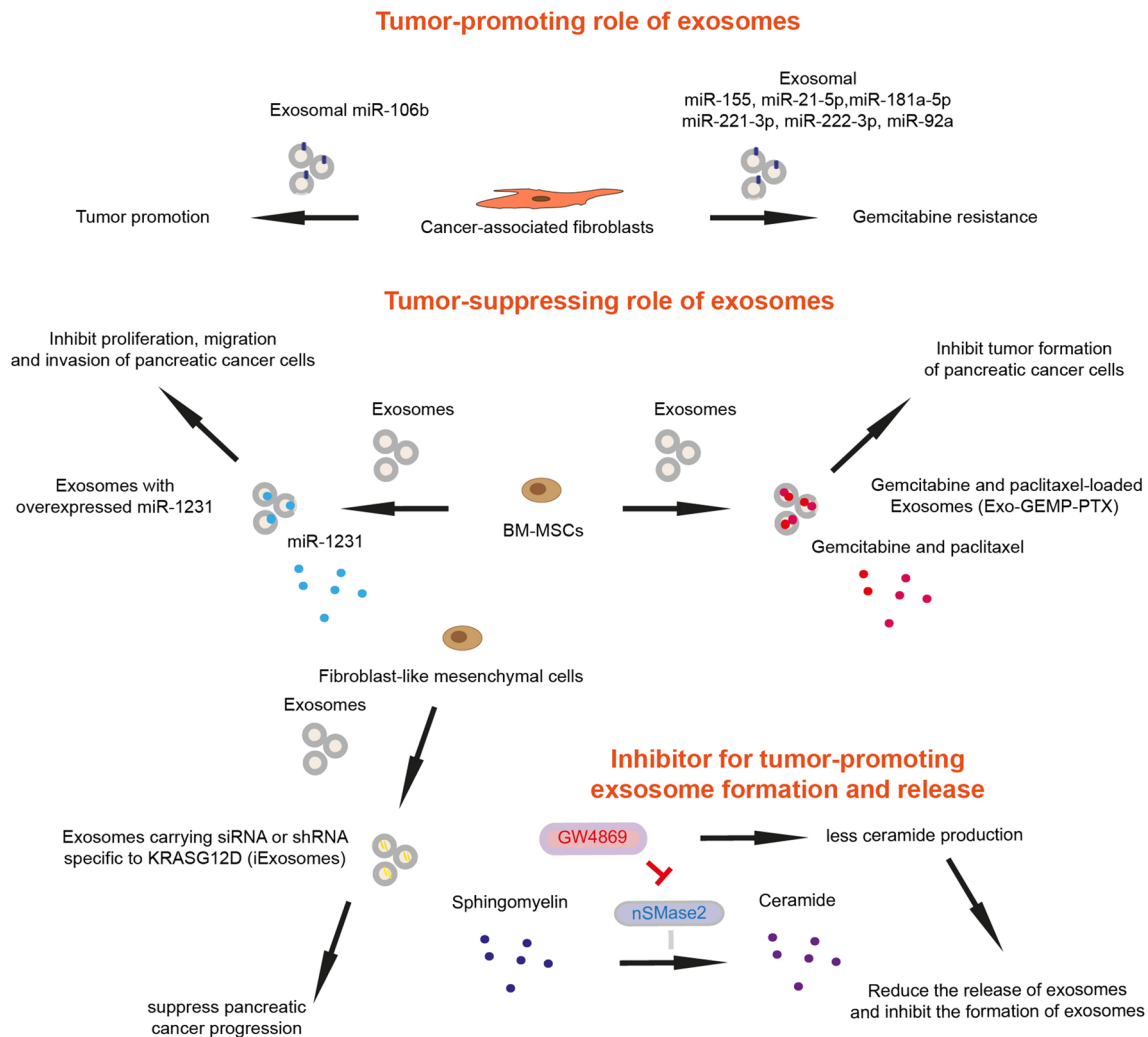 Tumor-promoting role of exosomes
Exosomal miR-106b
Exosomal
miR-155, miR-21-5p,miR-181a-5p
miR-221-3p, miR-222-3p, miR-92a
Tumor promotion
Cancer-associated fibroblasts
Gemcitabine resistance
Tumor-suppressing role of exosomes
Inhibit proliferation, migration
and invasion of pancreatic cancer cells
Inhibit tumor formation
of pancreatic cancer cells
Exosomes
Exosomes
Exosomes with
overexpressed miR-1231
miR-1231
BM-MSCs
Gemcitabine and paclitaxel-loaded
Exosomes (Exo-GEMP-PTX)
Gemcitabine and paclitaxel
Fibroblast-like mesenchymal cells
Exosomes
Exosomes carrying siRNA or shRNA
specific to KRASG12D (iExosomes)
suppress pancreatic
cancer progression
Inhibitor for tumor-promoting
exsosome formation and release
GW4869
less ceramide production
Sphingomyelin
nSMase2
Ceramide
Reduce the release of exosomes
and inhibit the formation of exosomes